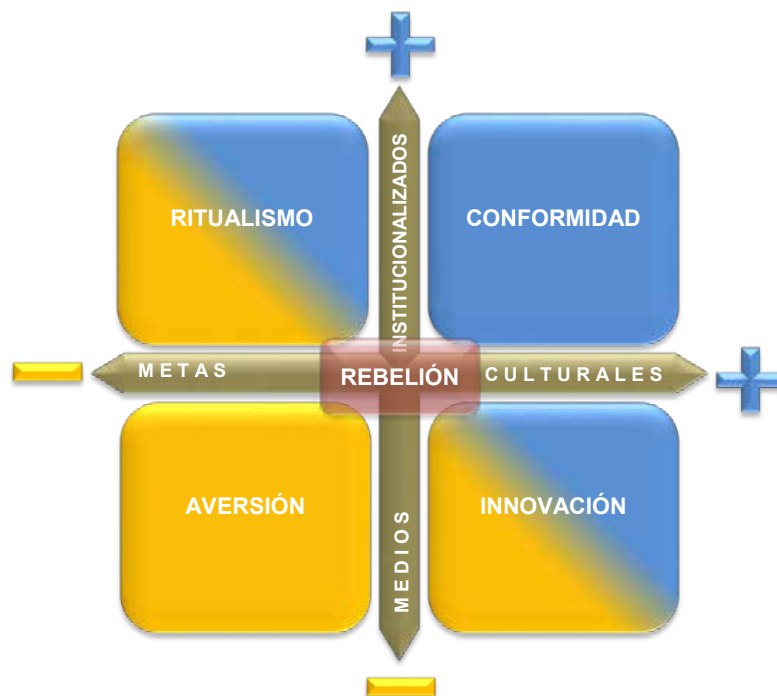 RITUALISMO
CONFORMIDAD
INSTITUCIONALIZADOS
METAS
REBELIÓN
CULTURALES
AVERSIÓN
INNOVACIÓN
MEDIOS